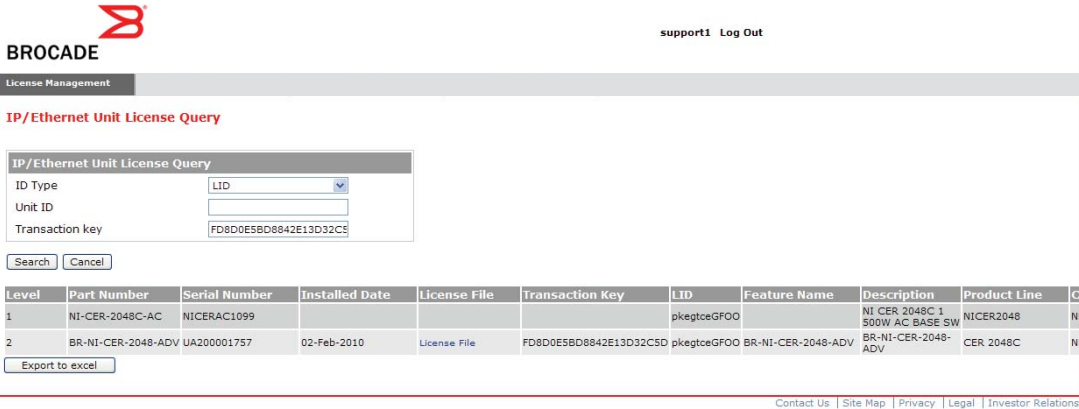 BROCADE
support1 Log Out
License Management
IP/Ethernet Unit License Query
IP/Ethernet Unit License Query
ID Type LID
Unit ID
Transaction key FD8D0E5BD8842E13D32C5
Search Cancel
Level Part Number Serial Number Installed Date License File Transaction Key LID Feature Name Description Product Line C
1 NI-CER-2048C-AC NICERAC1099 pkegtceGFOO NI CER 2048C 1 500W AC BASE SW NICER2048 N
2 BR-NI-CER-2048-ADV UA200001757 02-Feb-2010 License File FD8D0E5BD8842E13D32C5D pkegtceGFOO BR-NI-CER-2048-ADV BR-NI-CER-2048-ADV CER 2048C N
Export to excel
Contact Us | Site Map | Privacy | Legal | Investor Relations